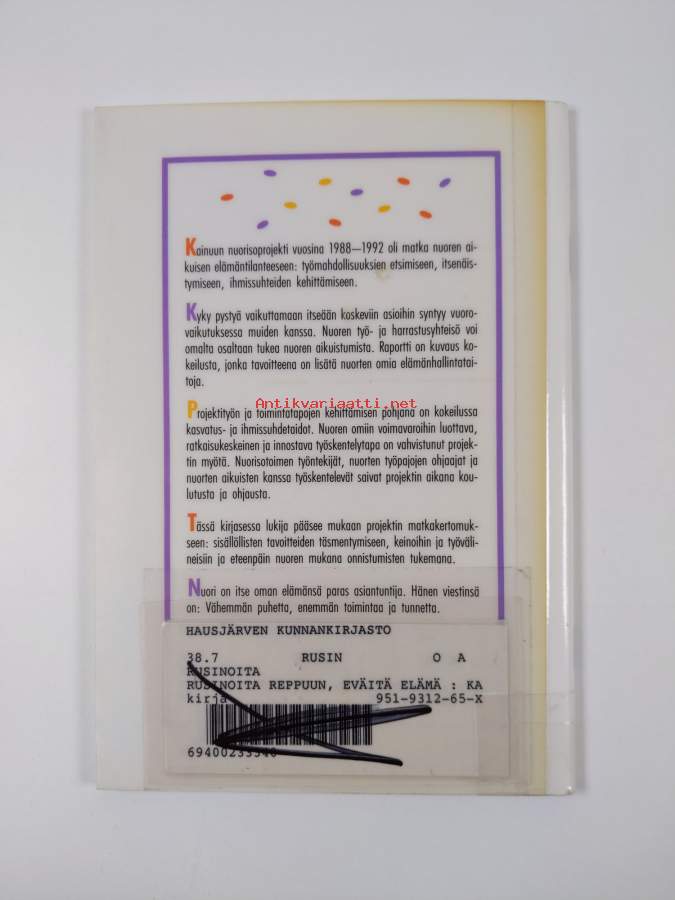 Kainuun nuorisoprojekti vuosina 1988—1992 oli matka nuoren ai-
kuisen elämäntilanteeseen: työmahdollisuuksien etsimiseen, itsenäis-
tymiseen, ihmissuhteiden kehittämiseen.
Kyky pystyä vaikuttamaan itseään koskeviin asioihin syntyy vuoro-
vaikutuksessa muiden kanssa. Nuoren työ- ja harrastusyhteisö voi
omalta osaltaan tukea nuoren aikuistumista. Raportti on kuvaus ko-
keilusta, jonka tavoitteena on lisätä nuorten omia elämänhallintatai-
toja.
Antikvariaatti.net
Projektityön ja toimintatapojen kehittämisen pohjana on kokeilussa
kasvatus- ja ihmissuhdetaidot. Nuoren omiin voimavaroihin luottava,
ratkaisukeskeinen ja innostava työskentelytapa on vahvistunut projek-
tin myötä. Nuorisotoimen työntekijät, nuorten työpajojen ohjaajat ja
nuorten aikuisten kanssa työskentelevät saivat projektin aikana kou-
lutusta ja ohjausta.
Tässä kirjasessa lukija pääsee mukaan projektin matkakertomuk-
seen: sisällöllisten tavoitteiden täsmentymiseen, keinoihin ja työväli-
neisiin ja eteenpäin nuoren mukana onnistumisten tukemana.
Nuori on itse oman elämänsä paras asiantuntija. Hänen viestinsä
on: Vähemmän puhetta, enemmän toimintaa ja tunnetta.
HAUSJÄRVEN KUNNANKIRJASTO
38.7 RUSIN O A
RUSINOITA
RUSINOITA REPPUUN, EVÄITÄ ELÄMÄ : KA
kirja 951-9312-65-X